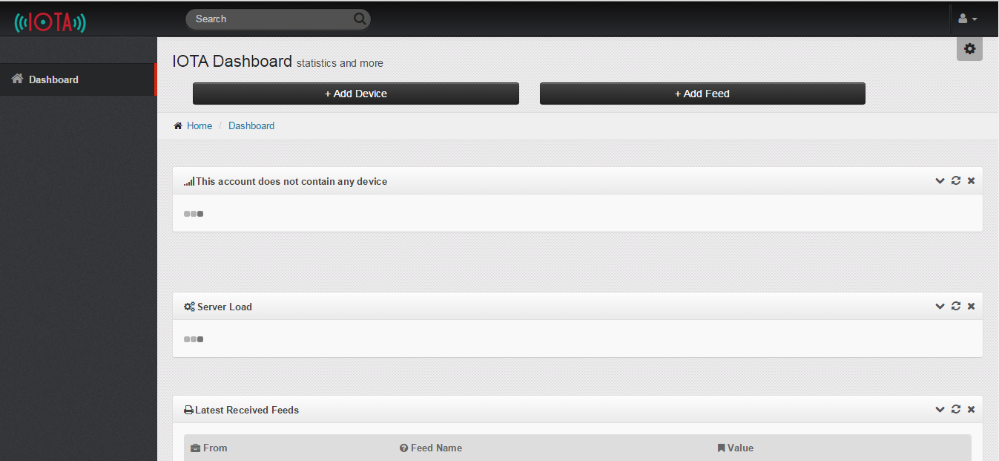 IOTA
Search
Dashboard
IOTA Dashboard statistics and more
+ Add Device
+ Add Feed
Home / Dashboard
This account does not contain any device
Server Load
Latest Received Feeds
From Feed Name Value